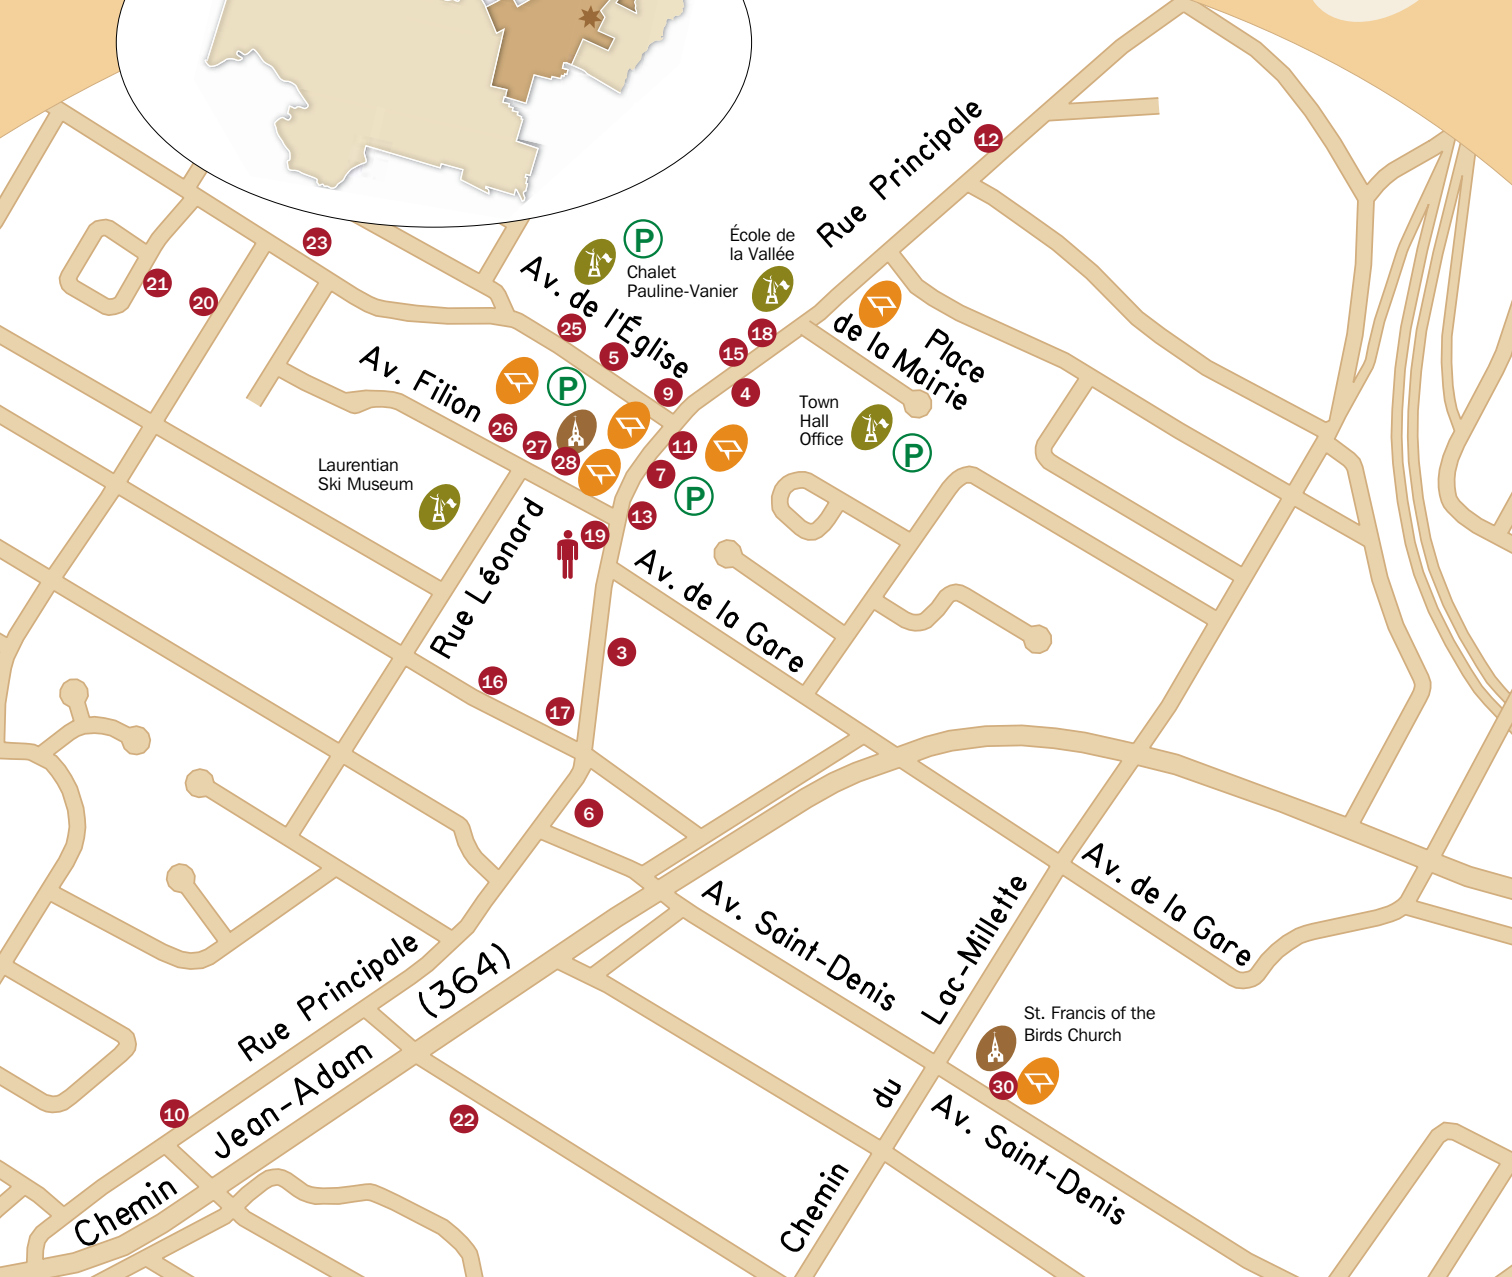 Rue Principale
12
École de
la Vallée
P
Chalet
Pauline-Vanier
23
21
20
Av. de l'Église
25
5
18
15
9
4
Place
de la Mairie
Av. Filion
P
26
27
28
11
7
P
13
19
Town
Hall
Office
P
Laurentian
Ski Museum
Rue Léonard
Av. de la Gare
3
16
17
6
Av. Saint-Denis
Lac-Millette
Av. de la Gare
Rue Principale
(364)
St. Francis of the
Birds Church
30
du
Av. Saint-Denis
10
22
Jean-Adam
Chemin
Chemin